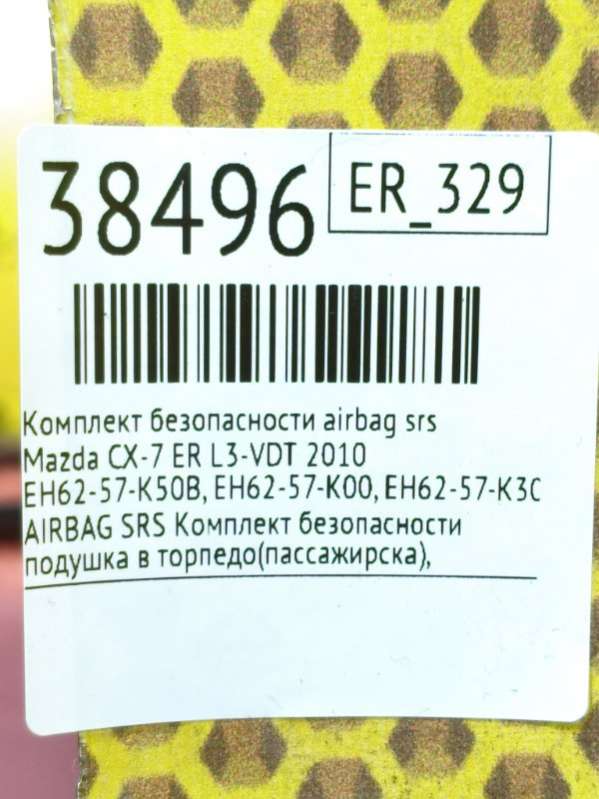 38496
ER_329
Комплект безопасности airbag srs
Mazda CX-7 ER L3-VDT 2010
EH62-57-K50B, EH62-57-K00, EH62-57-K3C
AIRBAG SRS Комплект безопасности
подушка в торпедо(пассажирска),